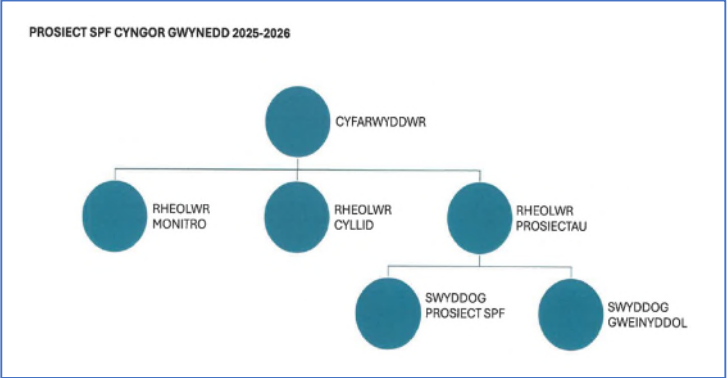 PROSIECT SPF CYNGOR GWYNEDD 2025-2026
CYFARWYDDWR
RHEOLWR
MONITRO
RHEOLWR
CYLLID
RHEOLWR
PROSIECTAU
SWYDDOG
PROSIECT SPF
SWYDDOG
GWEINYDDOL